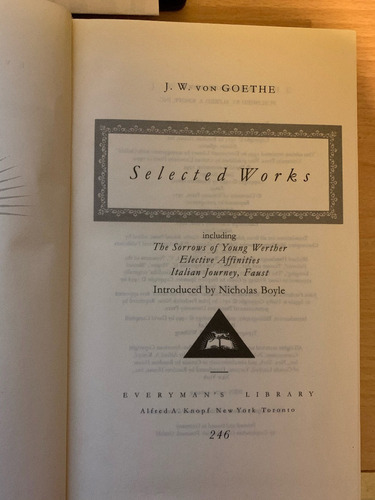 J. W. VON GOETHE
Selected Works
including
The Sorrows of Young Werther
Elective Affinities
Italian Journey, Faust
Introduced by Nicholas Boyle
EVERYMAN'S LIBRARY
Alfred A. Knopf New York Toronto
246